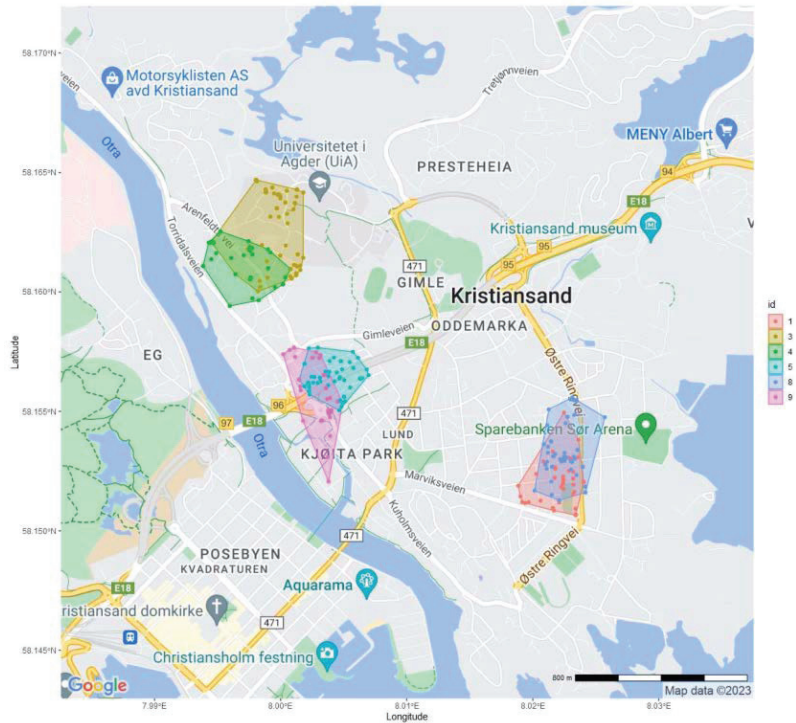 58.170°N
58.165°N
58.160°N
58.155°N
58.150°N
58.145°N
Latitude
Motorsyklisten AS
avd Kristiansand
Tretjønnveien
MENY Albert
94
E18
Universitetet i
Agder (UiA)
PRESTEHEIA
Otra
Arenfeldts vei
Torridalsveien
Kristiansand museum
95
95
V
471
GIMLE
Kristiansand
ODDEMARKA
Gimleveien
E18
EG
Østre Ringvei
96
97
E18
Otra
471
LUND
KJØITA PARK
Sparebanken Sør Arena
Marviksveien
Kuholmsveien
471
POSEBYEN
KVADRATUREN
Østre Ringvei
E18
Aquarama
ristiansand domkirke
471
Christiansholm festning
Google
800 m
Map data ©2023
7.99°E
8.00°E
8.01°E
8.02°E
8.03°E
Longitude
id
1
3
4
5
8
9